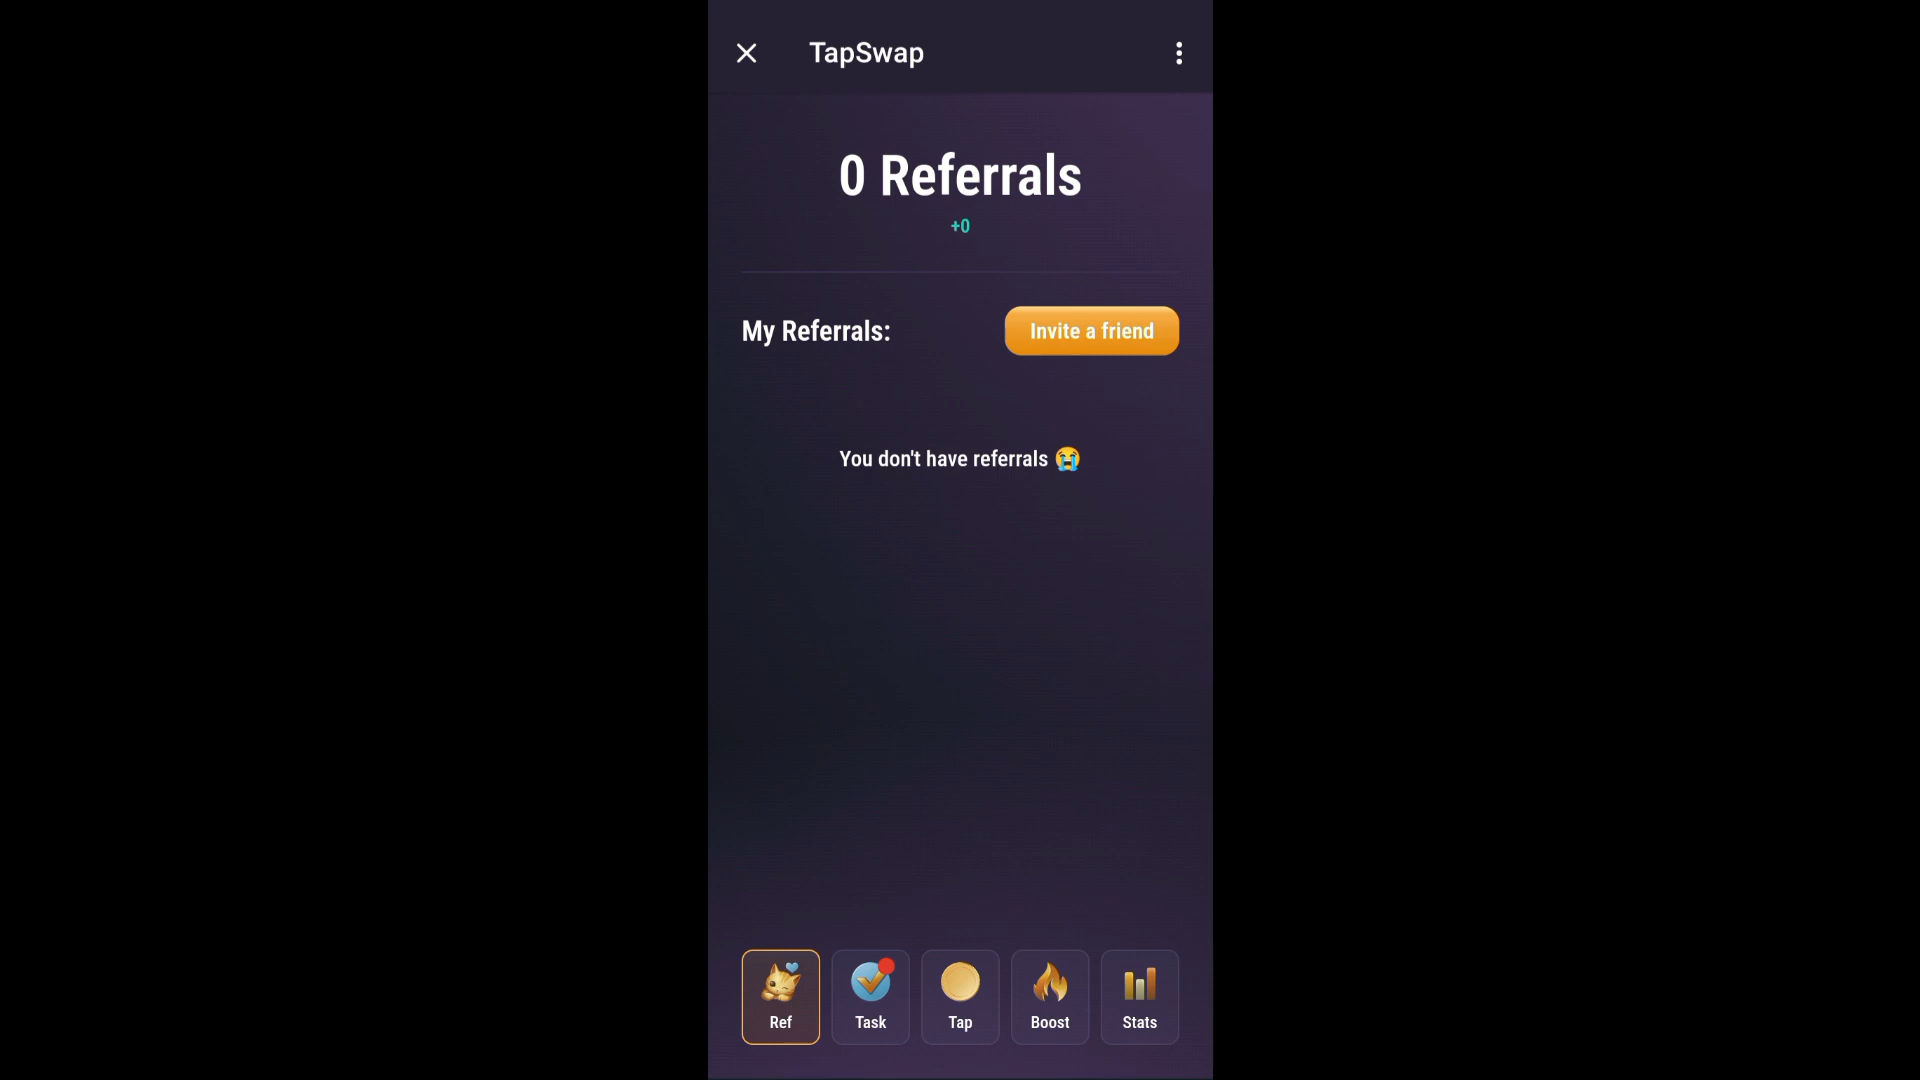 TapSwap
0 Referrals
+0
My Referrals:
Invite a friend
You don't have referrals 😭
Ref
Task
Tap
Boost
Stats